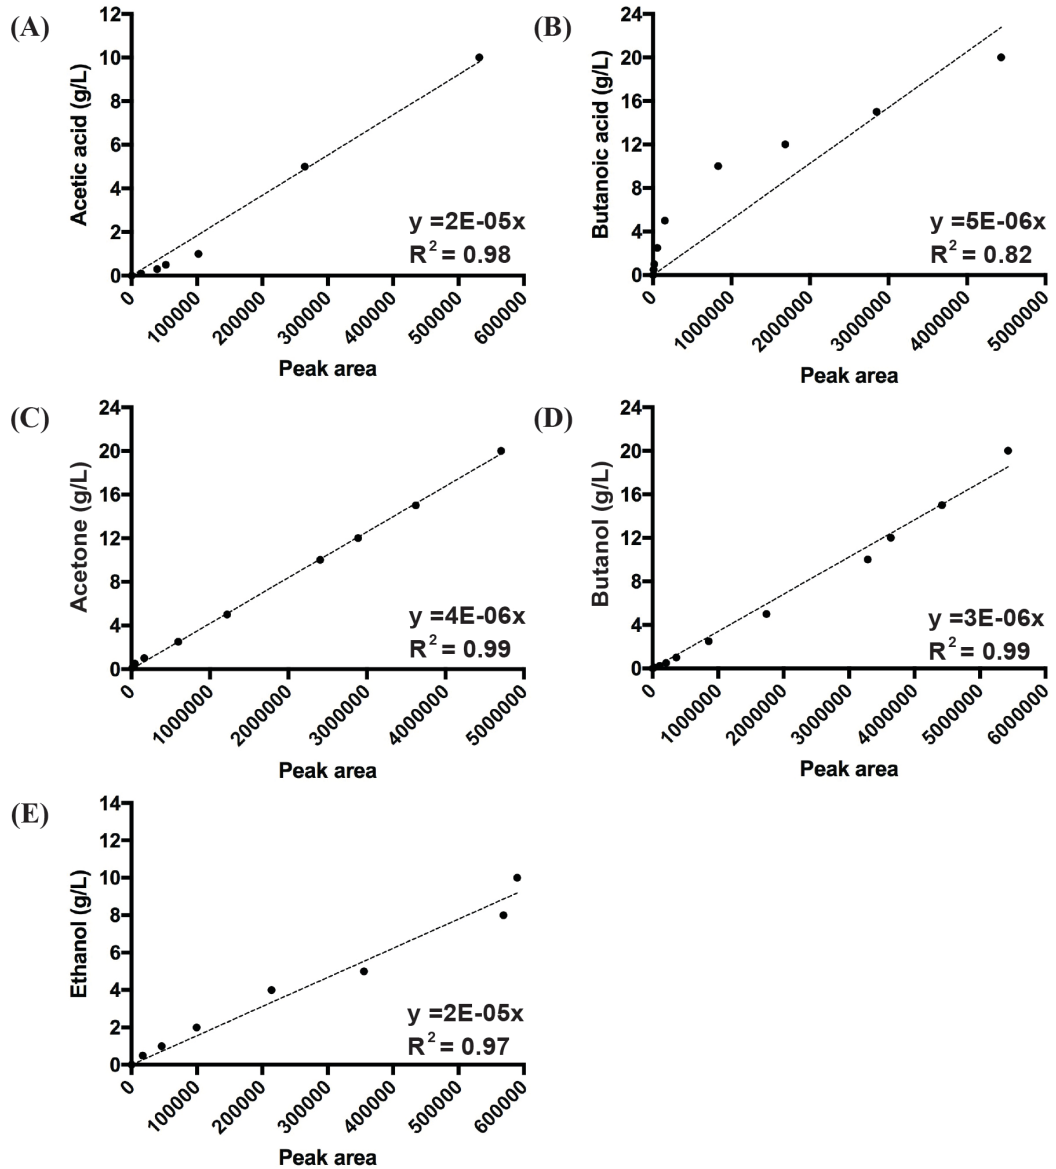 (A)
12
10
8
6
4
2
0
Acetic acid (g/L)
y =2E-05x
R2 = 0.98
0
100000
200000
300000
400000
500000
600000
Peak area
(B)
24
20
16
12
8
4
0
Butanoic acid (g/L)
y =5E-06x
R2 = 0.82
0
1000000
2000000
3000000
4000000
5000000
Peak area
(C)
24
20
16
12
8
4
0
Acetone (g/L)
y =4E-06x
R2 = 0.99
0
1000000
2000000
3000000
4000000
5000000
Peak area
(D)
24
20
16
12
8
4
0
Butanol (g/L)
y =3E-06x
R2 = 0.99
0
1000000
2000000
3000000
4000000
5000000
6000000
Peak area
(E)
14
12
10
8
6
4
2
0
Ethanol (g/L)
y =2E-05x
R2 = 0.97
0
100000
200000
300000
400000
500000
600000
Peak area